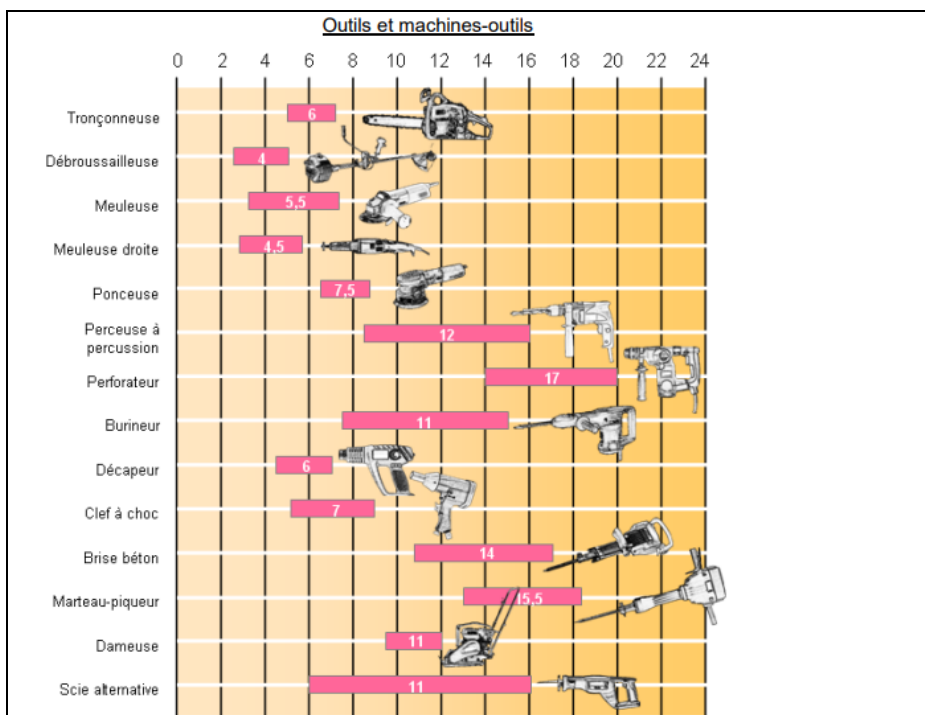 Outils et machines-outils
0 2 4 6 8 10 12 14 16 18 20 22 24
Tronçonneuse 6
Débroussailleuse 4
Meuleuse 5,5
Meuleuse droite 4,5
Ponceuse 7,5
Perceuse à
percussion 12
Perforateur 17
Burineur 11
Décapeur 6
Clef à choc 7
Brise béton 14
Marteau-piqueur 15,5
Dameuse 11
Scie alternative 11